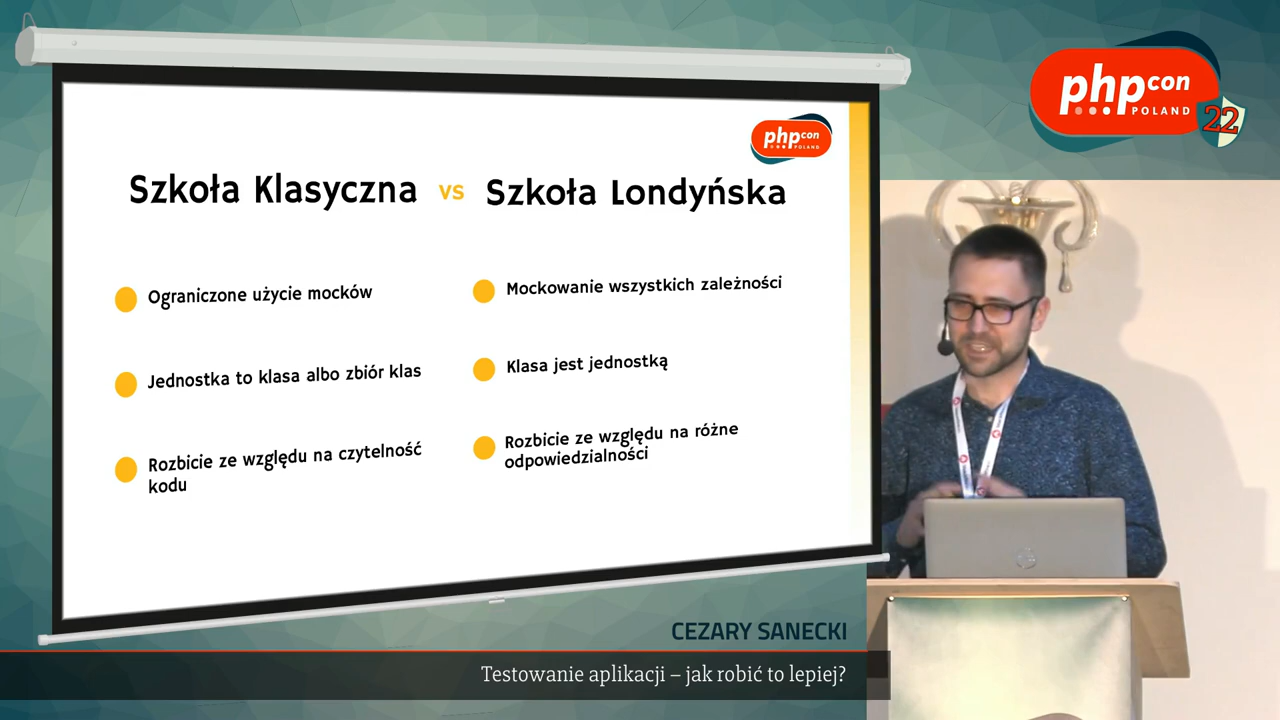 phpcon
POLAND
22
phpcon
POLAND
Szkoła Klasyczna vs Szkoła Londyńska
Ograniczone użycie mocków
Jednostka to klasa albo zbiór klas
Rozbicie ze względu na czytelność
kodu
Mockowanie wszystkich zależności
Klasa jest jednostką
Rozbicie ze względu na różne
odpowiedzialności
CEZARY SANECKI
Testowanie aplikacji – jak robić to lepiej?